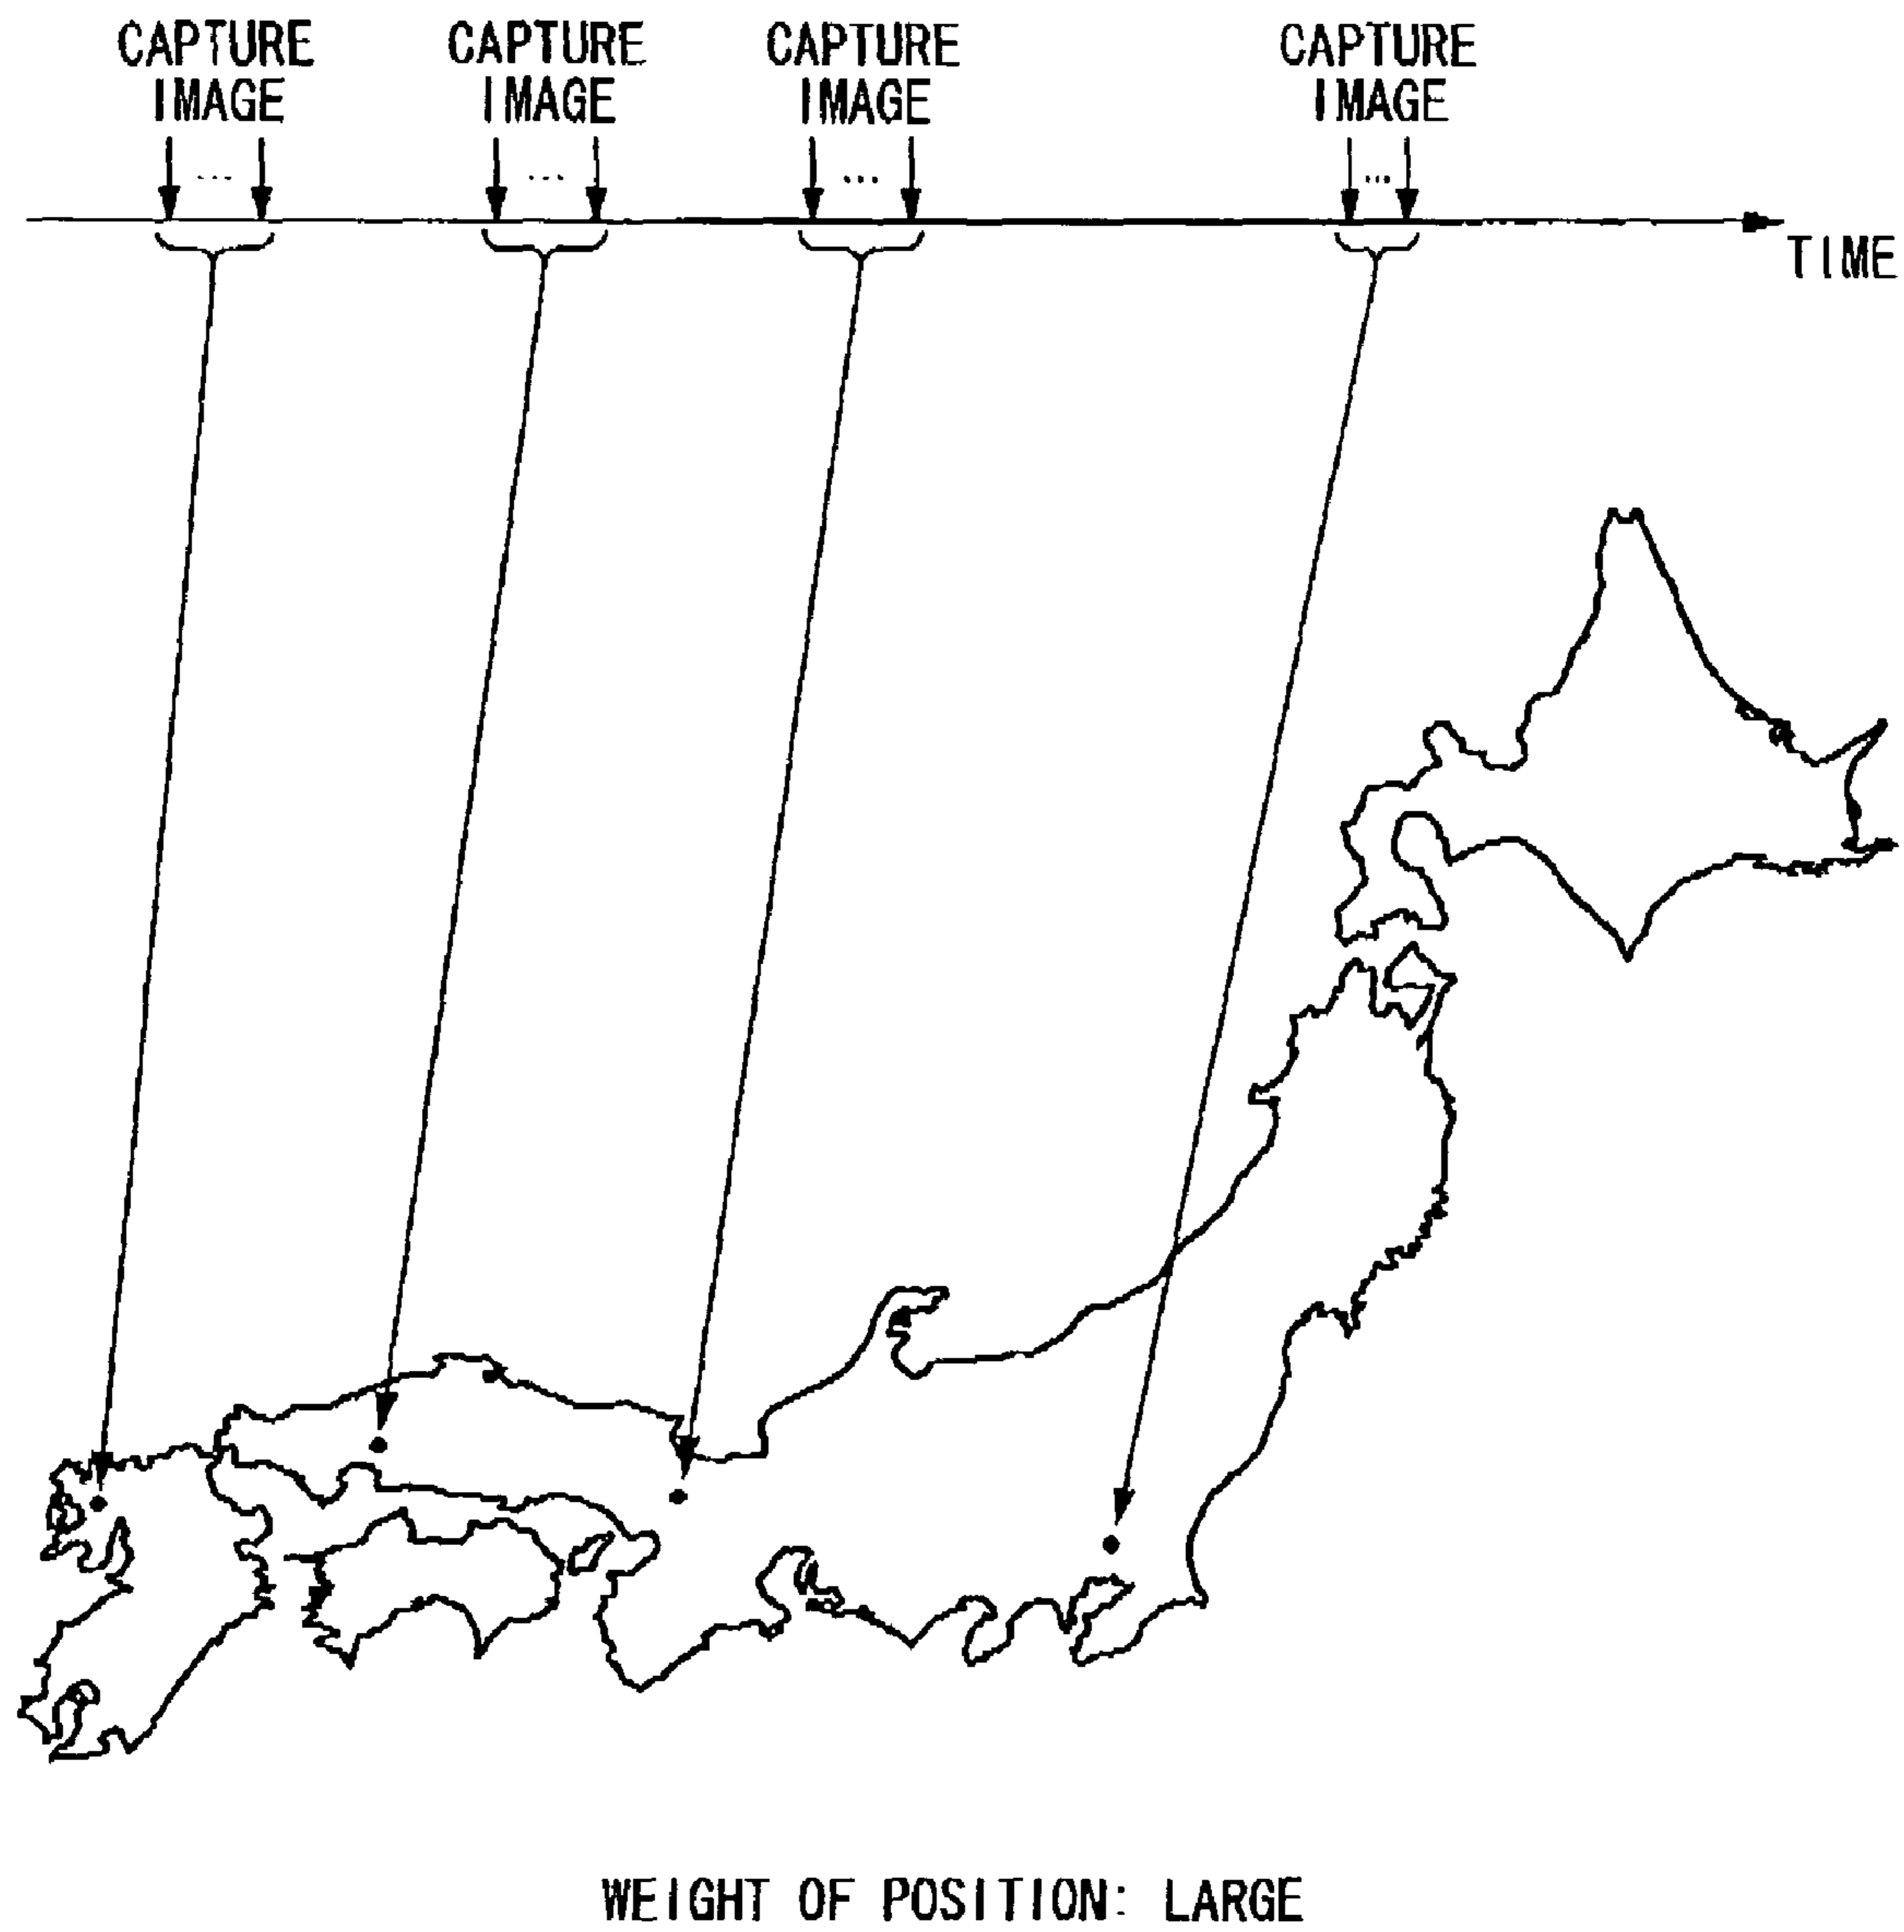 CAPTURE
IMAGE
CAPTURE
IMAGE
CAPTURE
IMAGE
CAPTURE
IMAGE
... ... ... ...
TIME
WEIGHT OF POSITION: LARGE